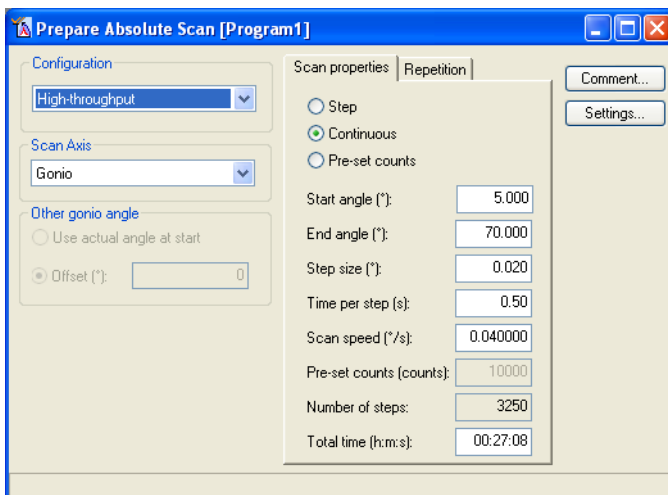 Prepare Absolute Scan [Program1]
Configuration
High-throughput
Scan Axis
Gonio
Other gonio angle
Use actual angle at start
Offset (°): 0
Scan properties Repetition
Step
Continuous
Pre-set counts
Start angle (°): 5.000
End angle (°): 70.000
Step size (°): 0.020
Time per step (s): 0.50
Scan speed (°/s): 0.040000
Pre-set counts (counts): 10000
Number of steps: 3250
Total time (h:m:s): 00:27:08
Comment...
Settings...